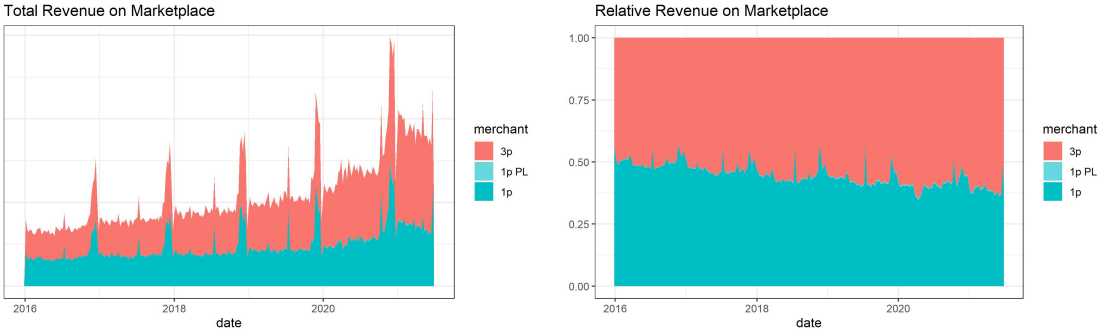 Total Revenue on Marketplace
2016
2018
2020
date
merchant
3p
1p PL
1p
Relative Revenue on Marketplace
1.00
0.75
0.50
0.25
0.00
2016
2018
2020
date
merchant
3p
1p PL
1p